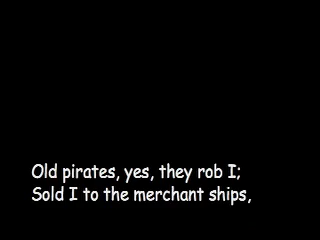 Old pirates, yes, they rob I;
Sold I to the merchant ships,